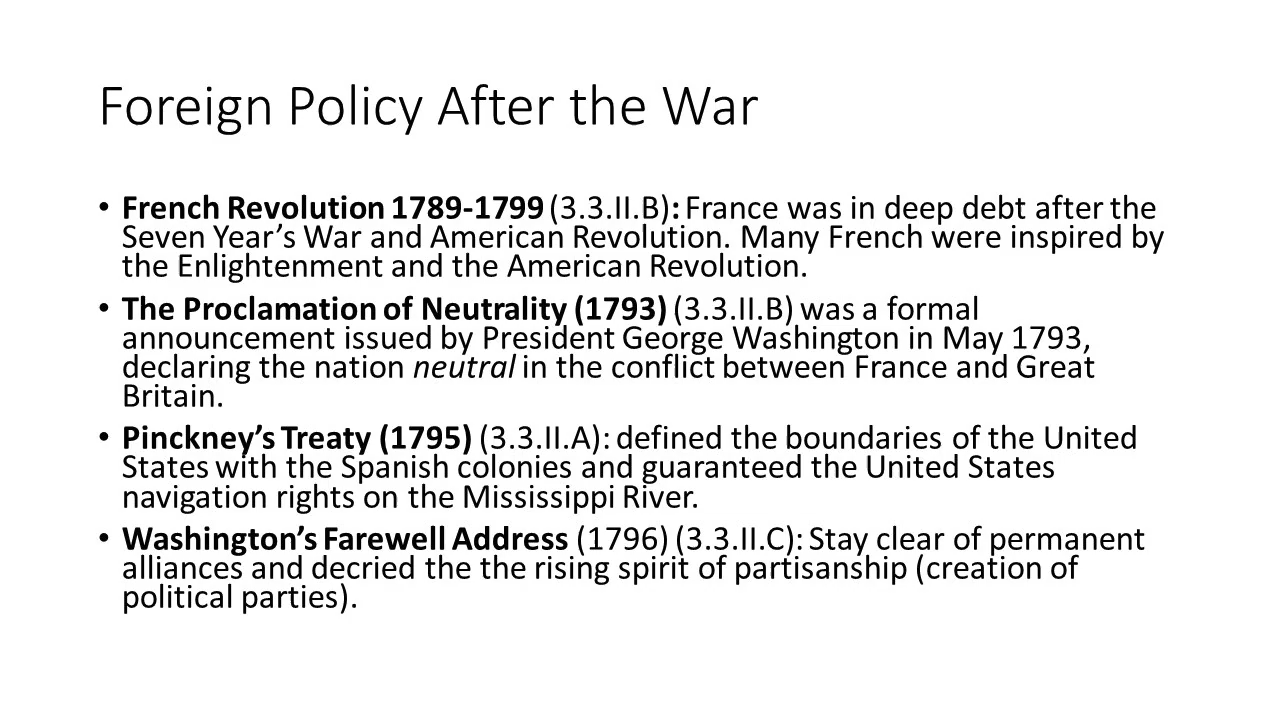 Foreign Policy After the War
• French Revolution 1789-1799 (3.3.II.B): France was in deep debt after the
Seven Year’s War and American Revolution. Many French were inspired by
the Enlightenment and the American Revolution.
• The Proclamation of Neutrality (1793) (3.3.II.B) was a formal
announcement issued by President George Washington in May 1793,
declaring the nation neutral in the conflict between France and Great
Britain.
• Pinckney’s Treaty (1795) (3.3.II.A): defined the boundaries of the United
States with the Spanish colonies and guaranteed the United States
navigation rights on the Mississippi River.
• Washington’s Farewell Address (1796) (3.3.II.C): Stay clear of permanent
alliances and decried the the rising spirit of partisanship (creation of
political parties).